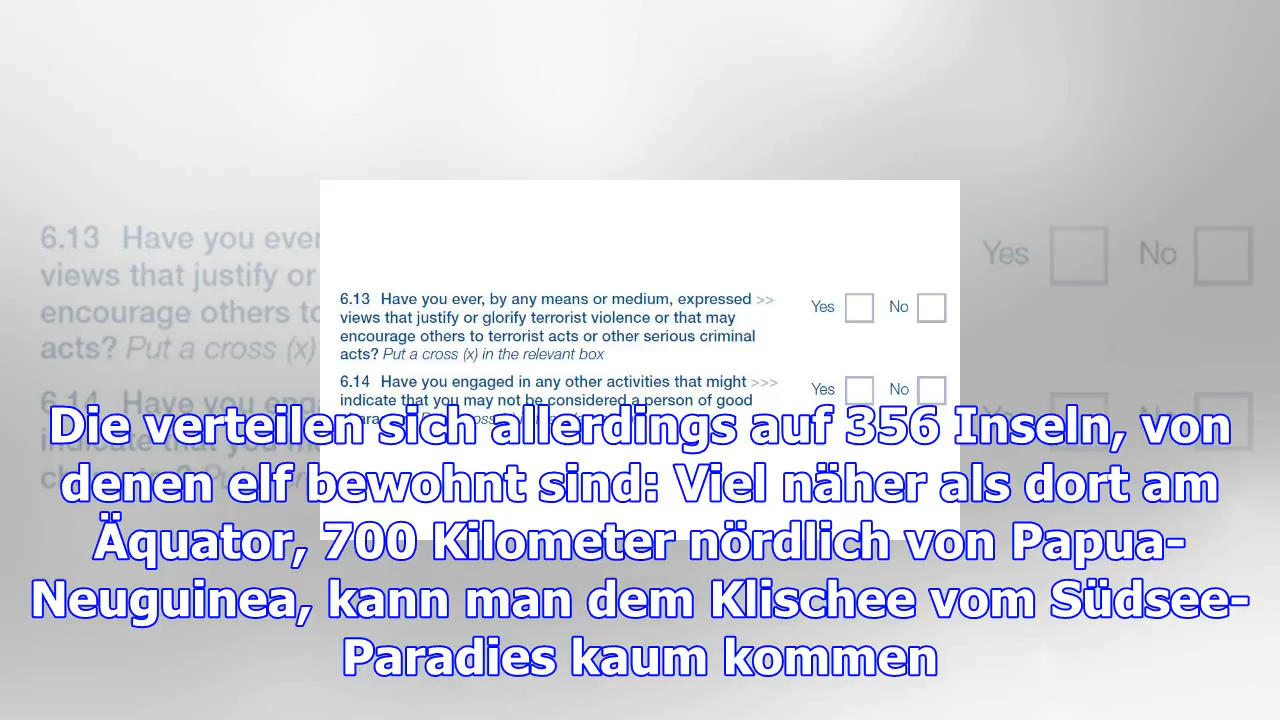 6.13 Have you ever
views that justify or
encourage others to
acts? Put a cross (x)
Yes No
6.13 Have you ever, by any means or medium, expressed >>
views that justify or glorify terrorist violence or that may
encourage others to terrorist acts or other serious criminal
acts? Put a cross (x) in the relevant box
Yes No
6.14 Have you engaged in any other activities that might >>>
indicate that you may not be considered a person of good
Yes No
6.14 Have you
Die verteilen sich allerdings auf 356 Inseln, von
denen elf bewohnt sind: Viel näher als dort am
Äquator, 700 Kilometer nördlich von Papua-
Neuguinea, kann man dem Klischee vom Südsee-
Paradies kaum kommen